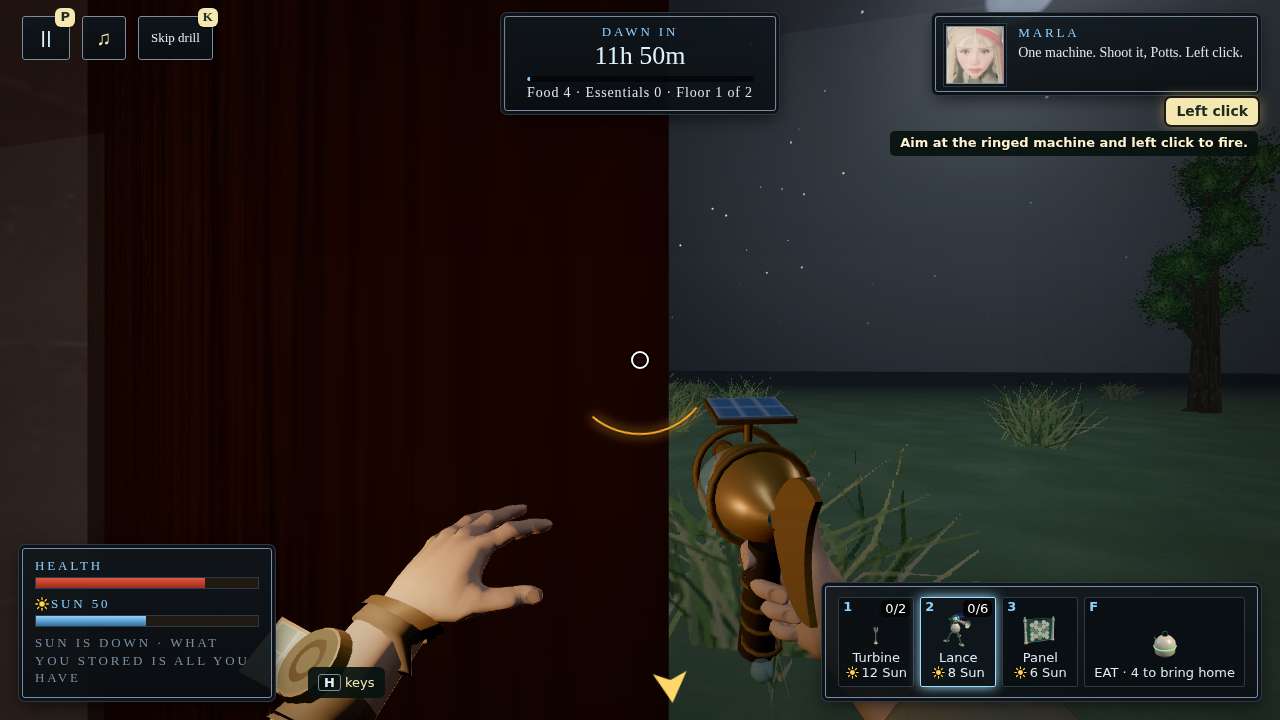 P
K
Skip drill
DAWN IN
11h 50m
Food 4 · Essentials 0 · Floor 1 of 2
MARLA
One machine. Shoot it, Potts. Left click.
Left click
Aim at the ringed machine and left click to fire.
HEALTH
SUN 50
SUN IS DOWN · WHAT
YOU STORED IS ALL YOU
HAVE
H keys
1 0/2
Turbine
12 Sun
2 0/6
Lance
8 Sun
3
Panel
6 Sun
F
EAT · 4 to bring home